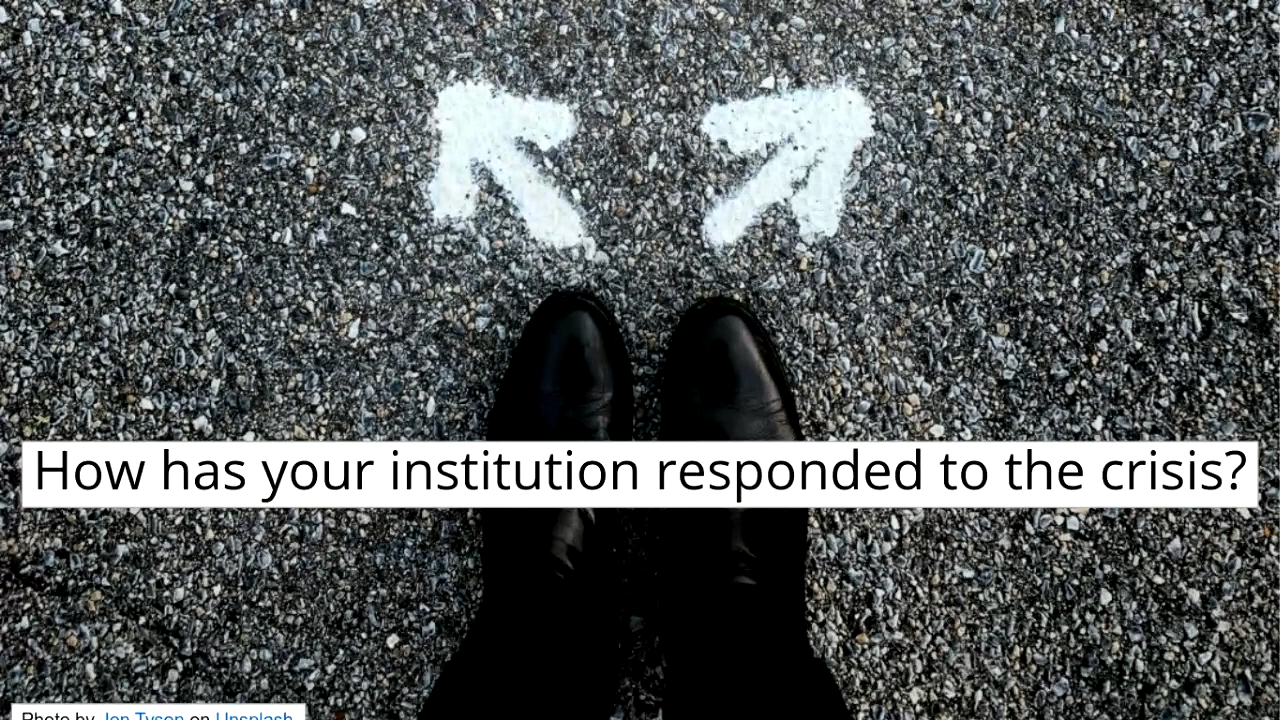 How has your institution responded to the crisis?
Photo by Jon Tyson on Unsplash